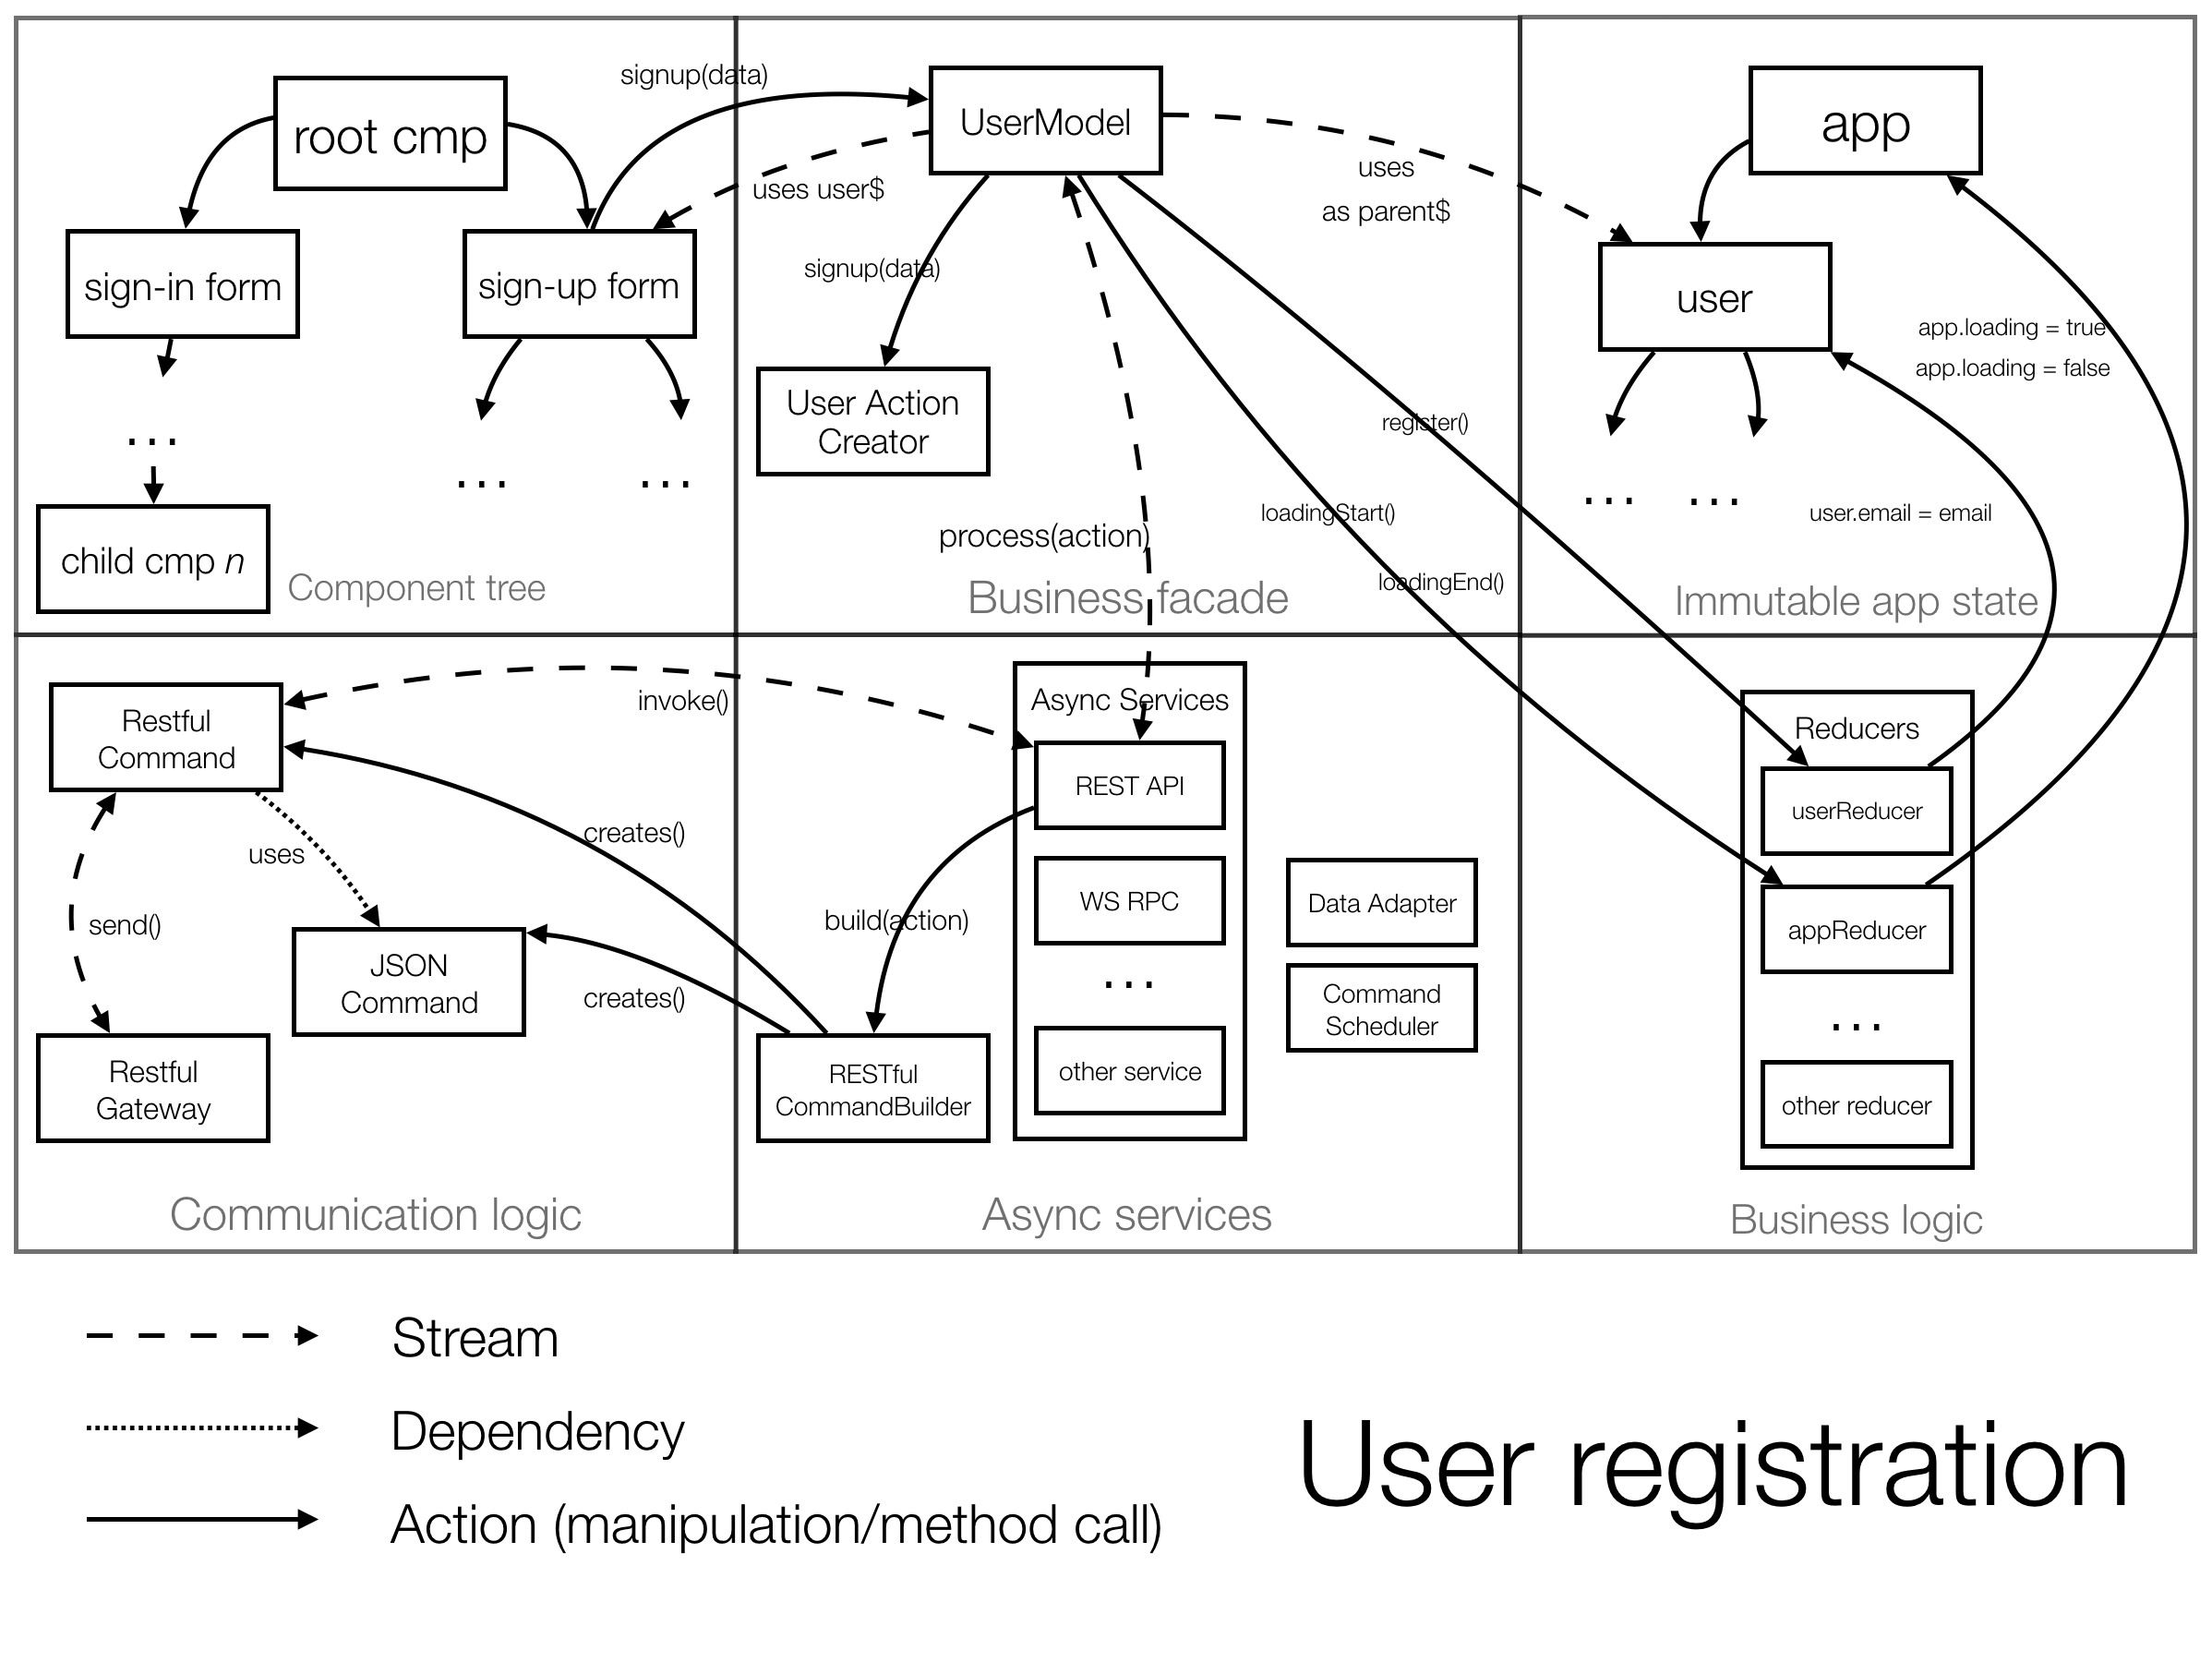 root cmp
sign-in form
sign-up form
...
... ...
child cmp n
Component tree
signup(data)
UserModel
uses user$
signup(data)
User Action
Creator
process(action)
uses
as parent$
register()
loadingStart()
loadingEnd()
Business facade
app
user
app.loading = true
app.loading = false
... ...
user.email = email
Immutable app state
Restful
Command
invoke()
creates()
uses
send()
JSON
Command
creates()
Restful
Gateway
Communication logic
Async Services
REST API
WS RPC
...
other service
build(action)
RESTful
CommandBuilder
Data Adapter
Command
Scheduler
Async services
Reducers
userReducer
appReducer
...
other reducer
Business logic
Stream
Dependency
Action (manipulation/method call)
User registration